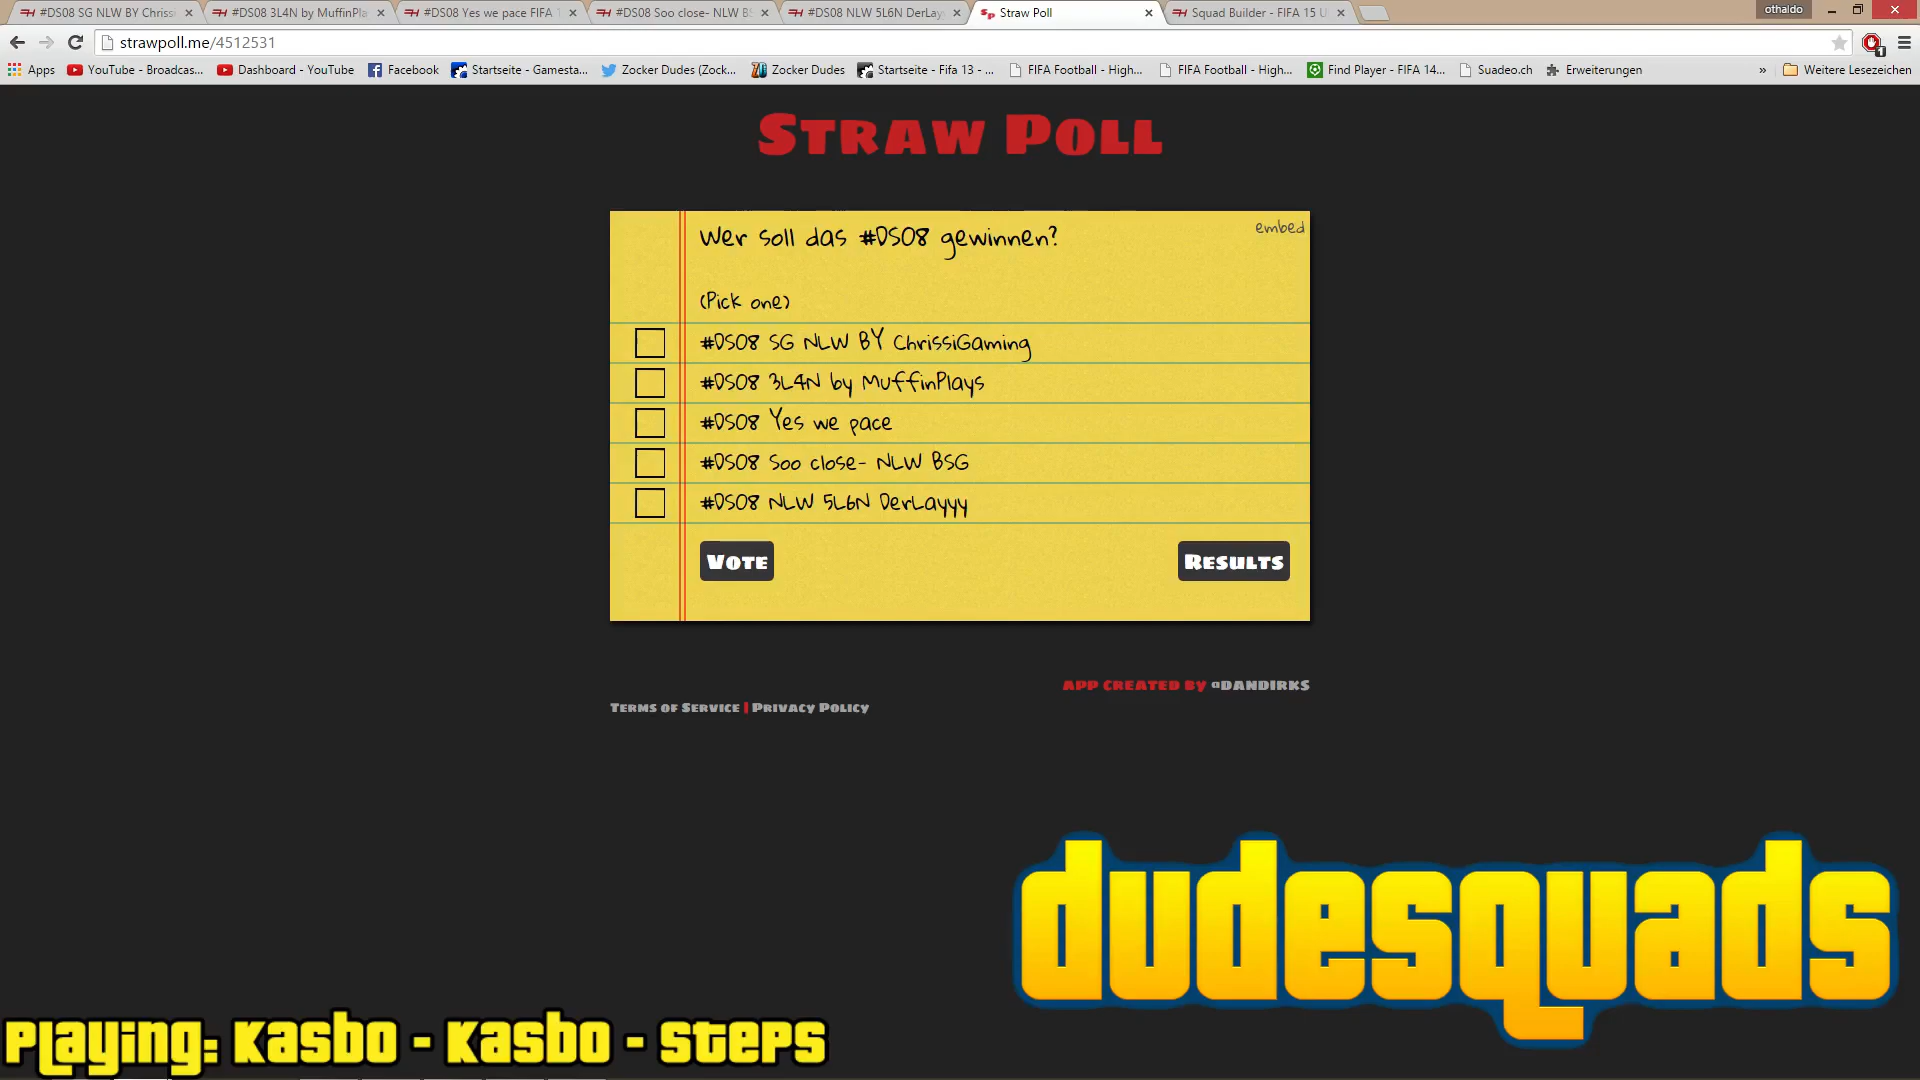 #DS08 SG NLW BY Chriss
#DS08 3L4N by MuffinPla
#DS08 Yes we pace FIFA 1
#DS08 Soo close- NLW BS
#DS08 NLW 5L6N DerLay
Straw Poll
Squad Builder - FIFA 15 U
othaldo
strawpoll.me/4512531
1
Apps
YouTube - Broadcas...
Dashboard - YouTube
Facebook
Startseite - Gamesta...
Zocker Dudes (Zock...
Zocker Dudes
Startseite - Fifa 13 - ...
FIFA Football - High...
FIFA Football - High...
Find Player - FIFA 14...
Suadeo.ch
Erweiterungen
»
Weitere Lesezeichen
Straw Poll
embed
Wer soll das #DS08 gewinnen?
(Pick one)
#DS08 SG NLW BY ChrissiGaming
#DS08 3L4N by MuffinPlays
#DS08 Yes we pace
#DS08 Soo close- NLW BSG
#DS08 NLW 5L6N DerLayyy
Vote
Results
App created by @dandirks
Terms of Service | Privacy Policy
dudesquads
Playing: Kasbo - Kasbo - Steps